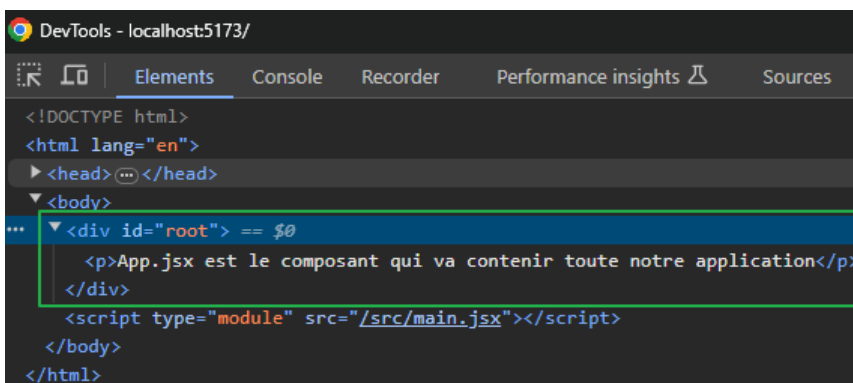 DevTools - localhost:5173/
Elements Console Recorder Performance insights Sources
<!DOCTYPE html>
<html lang="en">
<head>…</head>
<body>
… <div id="root"> == $0
<p>App.jsx est le composant qui va contenir toute notre application</p>
</div>
<script type="module" src="/src/main.jsx"></script>
</body>
</html>